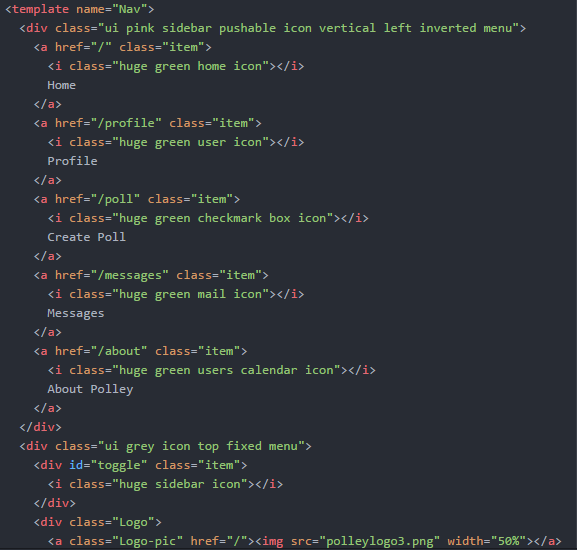 <template name="Nav">
  <div class="ui pink sidebar pushable icon vertical left inverted menu">
    <a href="/" class="item">
      <i class="huge green home icon"></i>
      Home
    </a>
    <a href="/profile" class="item">
      <i class="huge green user icon"></i>
      Profile
    </a>
    <a href="/poll" class="item">
      <i class="huge green checkmark box icon"></i>
      Create Poll
    </a>
    <a href="/messages" class="item">
      <i class="huge green mail icon"></i>
      Messages
    </a>
    <a href="/about" class="item">
      <i class="huge green users calendar icon"></i>
      About Polley
    </a>
  </div>
  <div class="ui grey icon top fixed menu">
    <div id="toggle" class="item">
      <i class="huge sidebar icon"></i>
    </div>
    <div class="Logo">
      <a class="Logo-pic" href="/"><img src="polleylogo3.png" width="50%"></a>